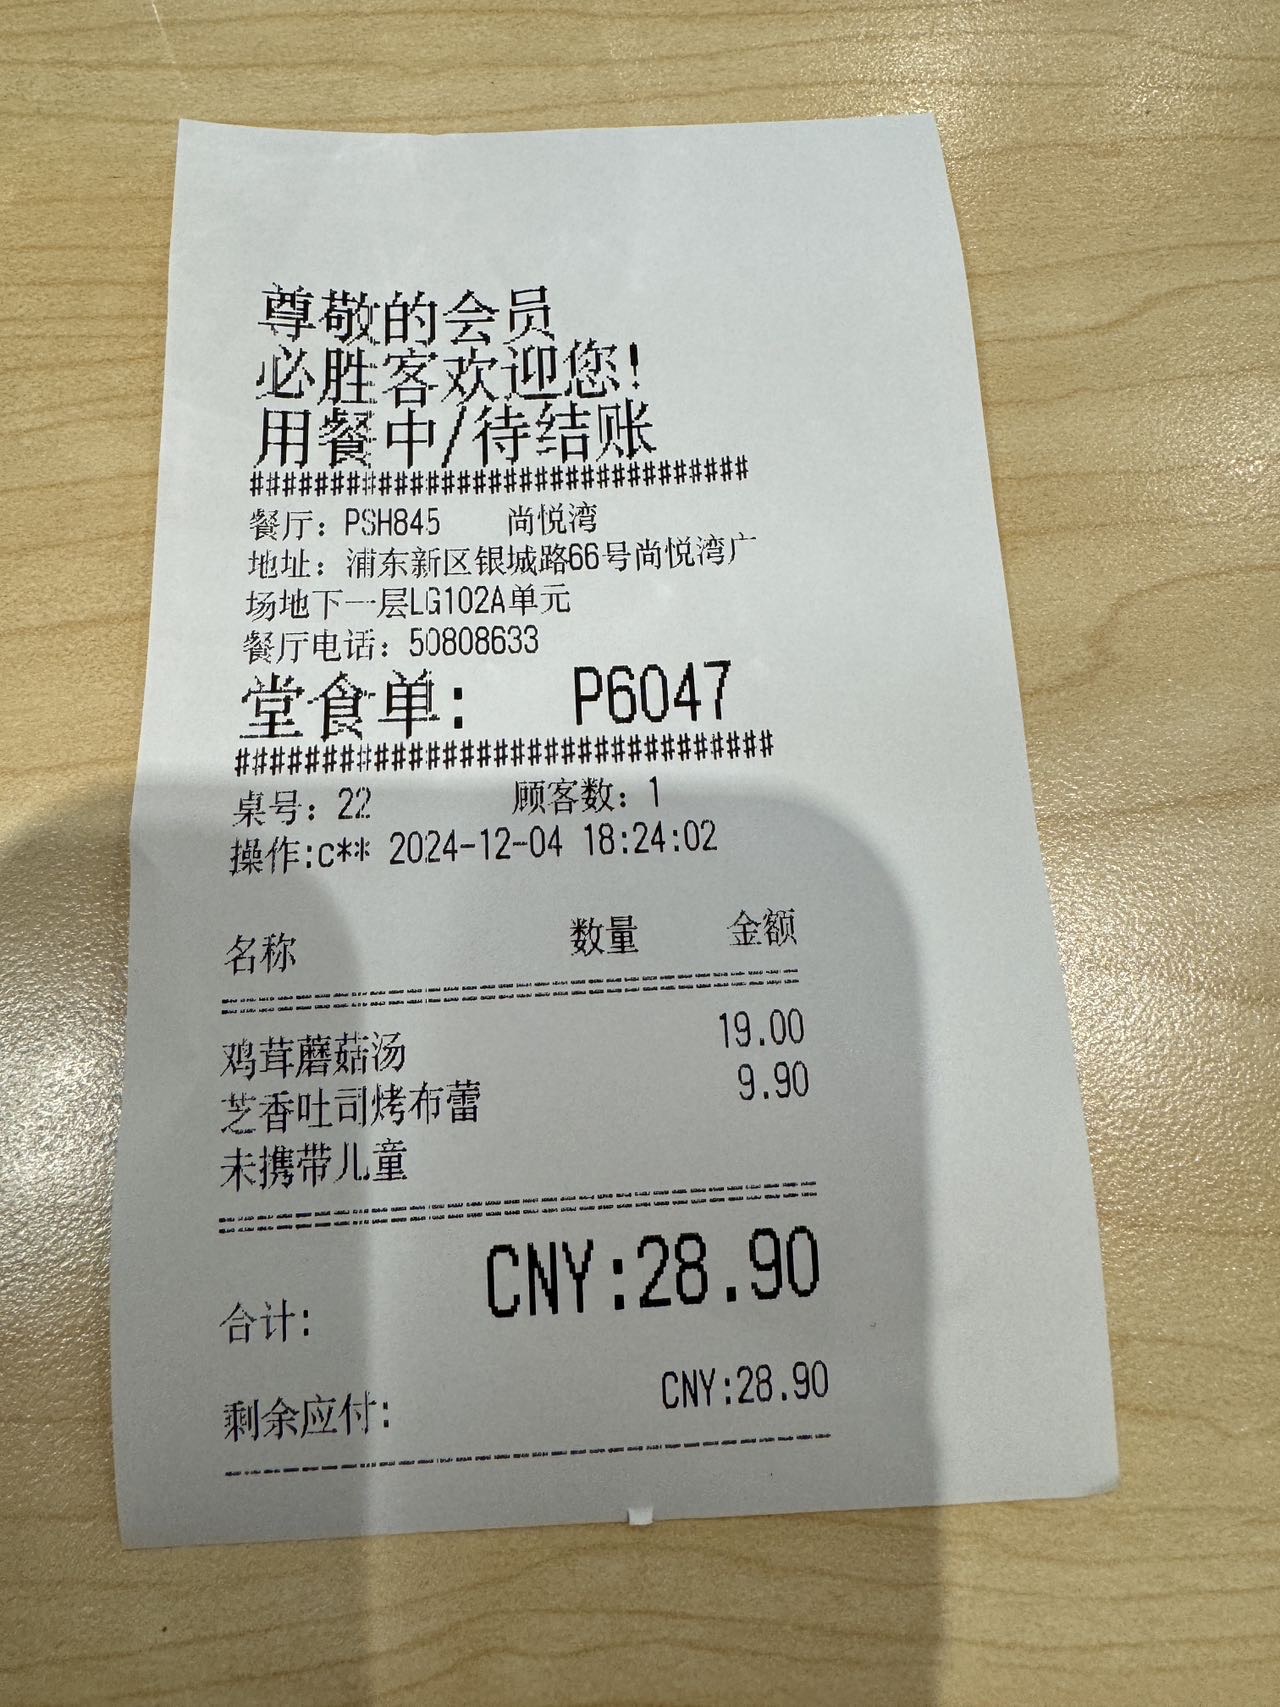 尊敬的会员
必胜客欢迎您!
用餐中/待结账
###############################
餐厅: PSH845 尚悦湾
地址: 浦东新区银城路66号尚悦湾广
场地下一层LG102A单元
餐厅电话: 50808633
堂食单: P6047
###############################
桌号: 22 顾客数: 1
操作:c** 2024-12-04 18:24:02
名称 数量 金额
鸡茸蘑菇汤 19.00
芝香吐司烤布蕾 9.90
未携带儿童
合计: CNY:28.90
剩余应付: CNY:28.90